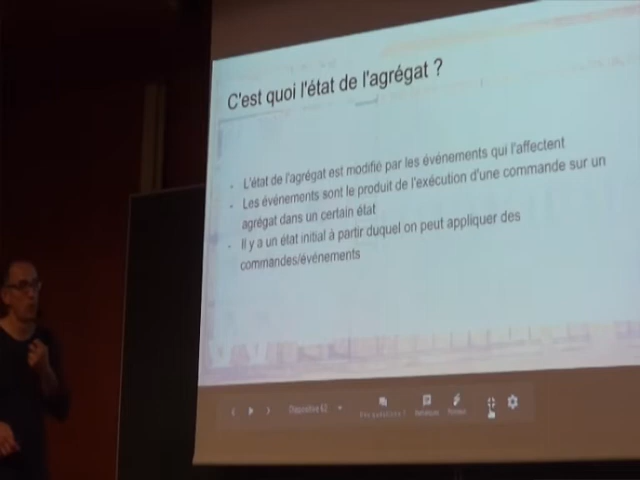 C'est quoi l'état de l'agrégat ?
- L'état de l'agrégat est modifié par les événements qui l'affectent
- Les événements sont le produit de l'exécution d'une commande sur un
agrégat dans un certain état
- Il y a un état initial à partir duquel on peut appliquer des
commandes/événements
Diapositive 62